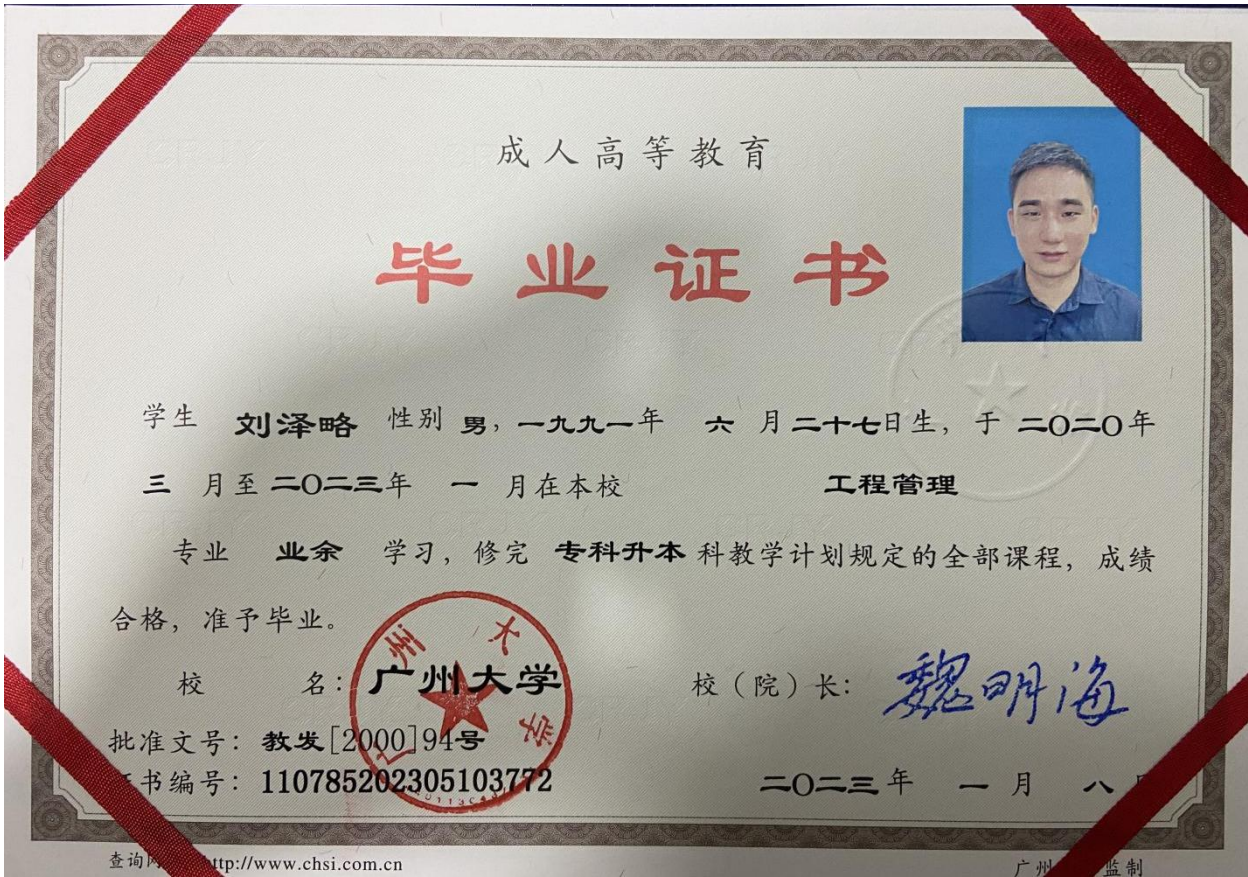 成人高等教育
毕业证书
学生 刘泽略 性别 男，一九九一年 六 月二十七日生，于 二〇二〇年
三 月至 二〇二三年 一 月在本校 工程管理
专业 业余 学习，修完 专科升本 科教学计划规定的全部课程，成绩
合格，准予毕业。
校 名：广州大学
校（院）长：魏明海
广州大学
批准文号：教发[2000]94号
书编号：110785202305103772
二〇二三年 一 月 八
查询 ttp://www.chsi.com.cn
广州 监制